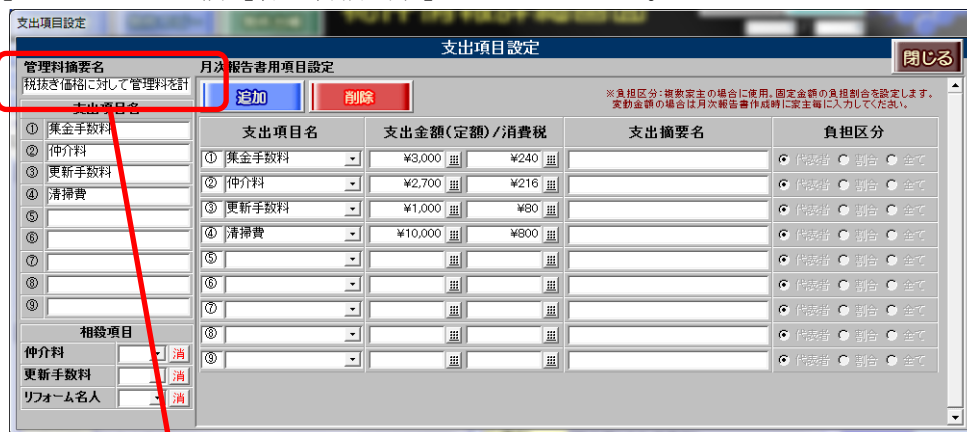 支出項目設定
支出項目設定
閉じる
管理料摘要名
月次報告書用項目設定
税抜き価格に対して管理料を計
追加
削除
※負担区分:複数家主の場合に使用。固定金額の負担割合を設定します。
変動金額の場合は月次報告書作成時に家主毎に入力してください。
支出項目名
① 集金手数料
② 仲介料
③ 更新手数料
④ 清掃費
⑤
⑥
⑦
⑧
⑨
相殺項目
仲介料 消
更新手数料 消
リフォーム名人 消
支出項目名 支出金額(定額)/消費税 支出摘要名 負担区分
① 集金手数料 ¥3,000 ¥240 代表者 割合 全て
② 仲介料 ¥2,700 ¥216 代表者 割合 全て
③ 更新手数料 ¥1,000 ¥80 代表者 割合 全て
④ 清掃費 ¥10,000 ¥800 代表者 割合 全て
⑤ 代表者 割合 全て
⑥ 代表者 割合 全て
⑦ 代表者 割合 全て
⑧ 代表者 割合 全て
⑨ 代表者 割合 全て